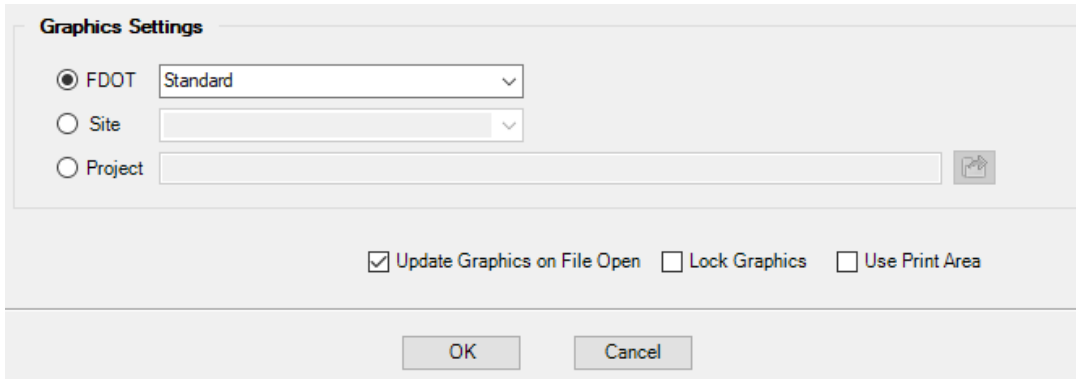 Graphics Settings
FDOT Standard
Site
Project
Update Graphics on File Open Lock Graphics Use Print Area
OK Cancel